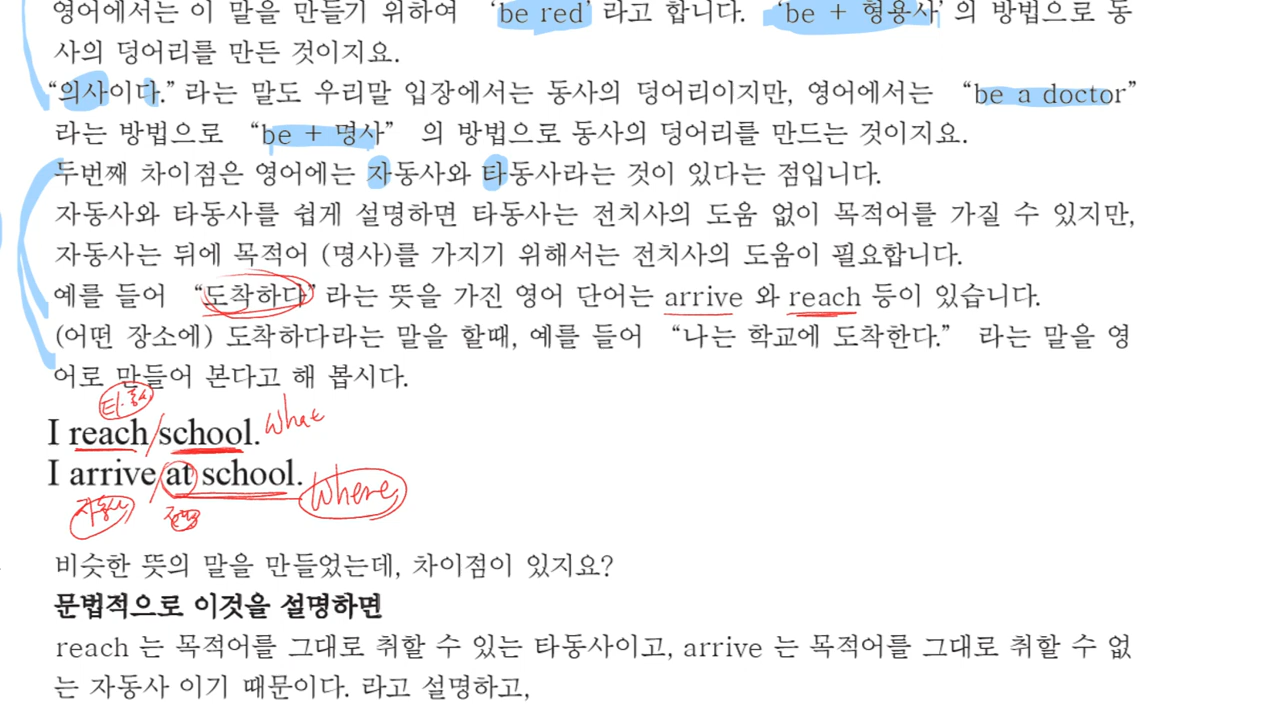 영어에서는 이 말을 만들기 위하여 ‘be red’ 라고 합니다. ‘be + 형용사’ 의 방법으로 동
사의 덩어리를 만든 것이지요.
“의사이다.” 라는 말도 우리말 입장에서는 동사의 덩어리이지만, 영어에서는 “be a doctor”
라는 방법으로 “be + 명사” 의 방법으로 동사의 덩어리를 만드는 것이지요.
두번째 차이점은 영어에는 자동사와 타동사라는 것이 있다는 점입니다.
자동사와 타동사를 쉽게 설명하면 타동사는 전치사의 도움 없이 목적어를 가질 수 있지만,
자동사는 뒤에 목적어 (명사)를 가지기 위해서는 전치사의 도움이 필요합니다.
예를 들어 “도착하다” 라는 뜻을 가진 영어 단어는 arrive 와 reach 등이 있습니다.
(어떤 장소에) 도착하다라는 말을 할때, 예를 들어 “나는 학교에 도착한다.” 라는 말을 영
어로 만들어 본다고 해 봅시다.
타.동사
I reach/school. What
I arrive/at school. Where
자동사
비슷한 뜻의 말을 만들었는데, 차이점이 있지요?
문법적으로 이것을 설명하면
reach 는 목적어를 그대로 취할 수 있는 타동사이고, arrive 는 목적어를 그대로 취할 수 없
는 자동사 이기 때문이다. 라고 설명하고,